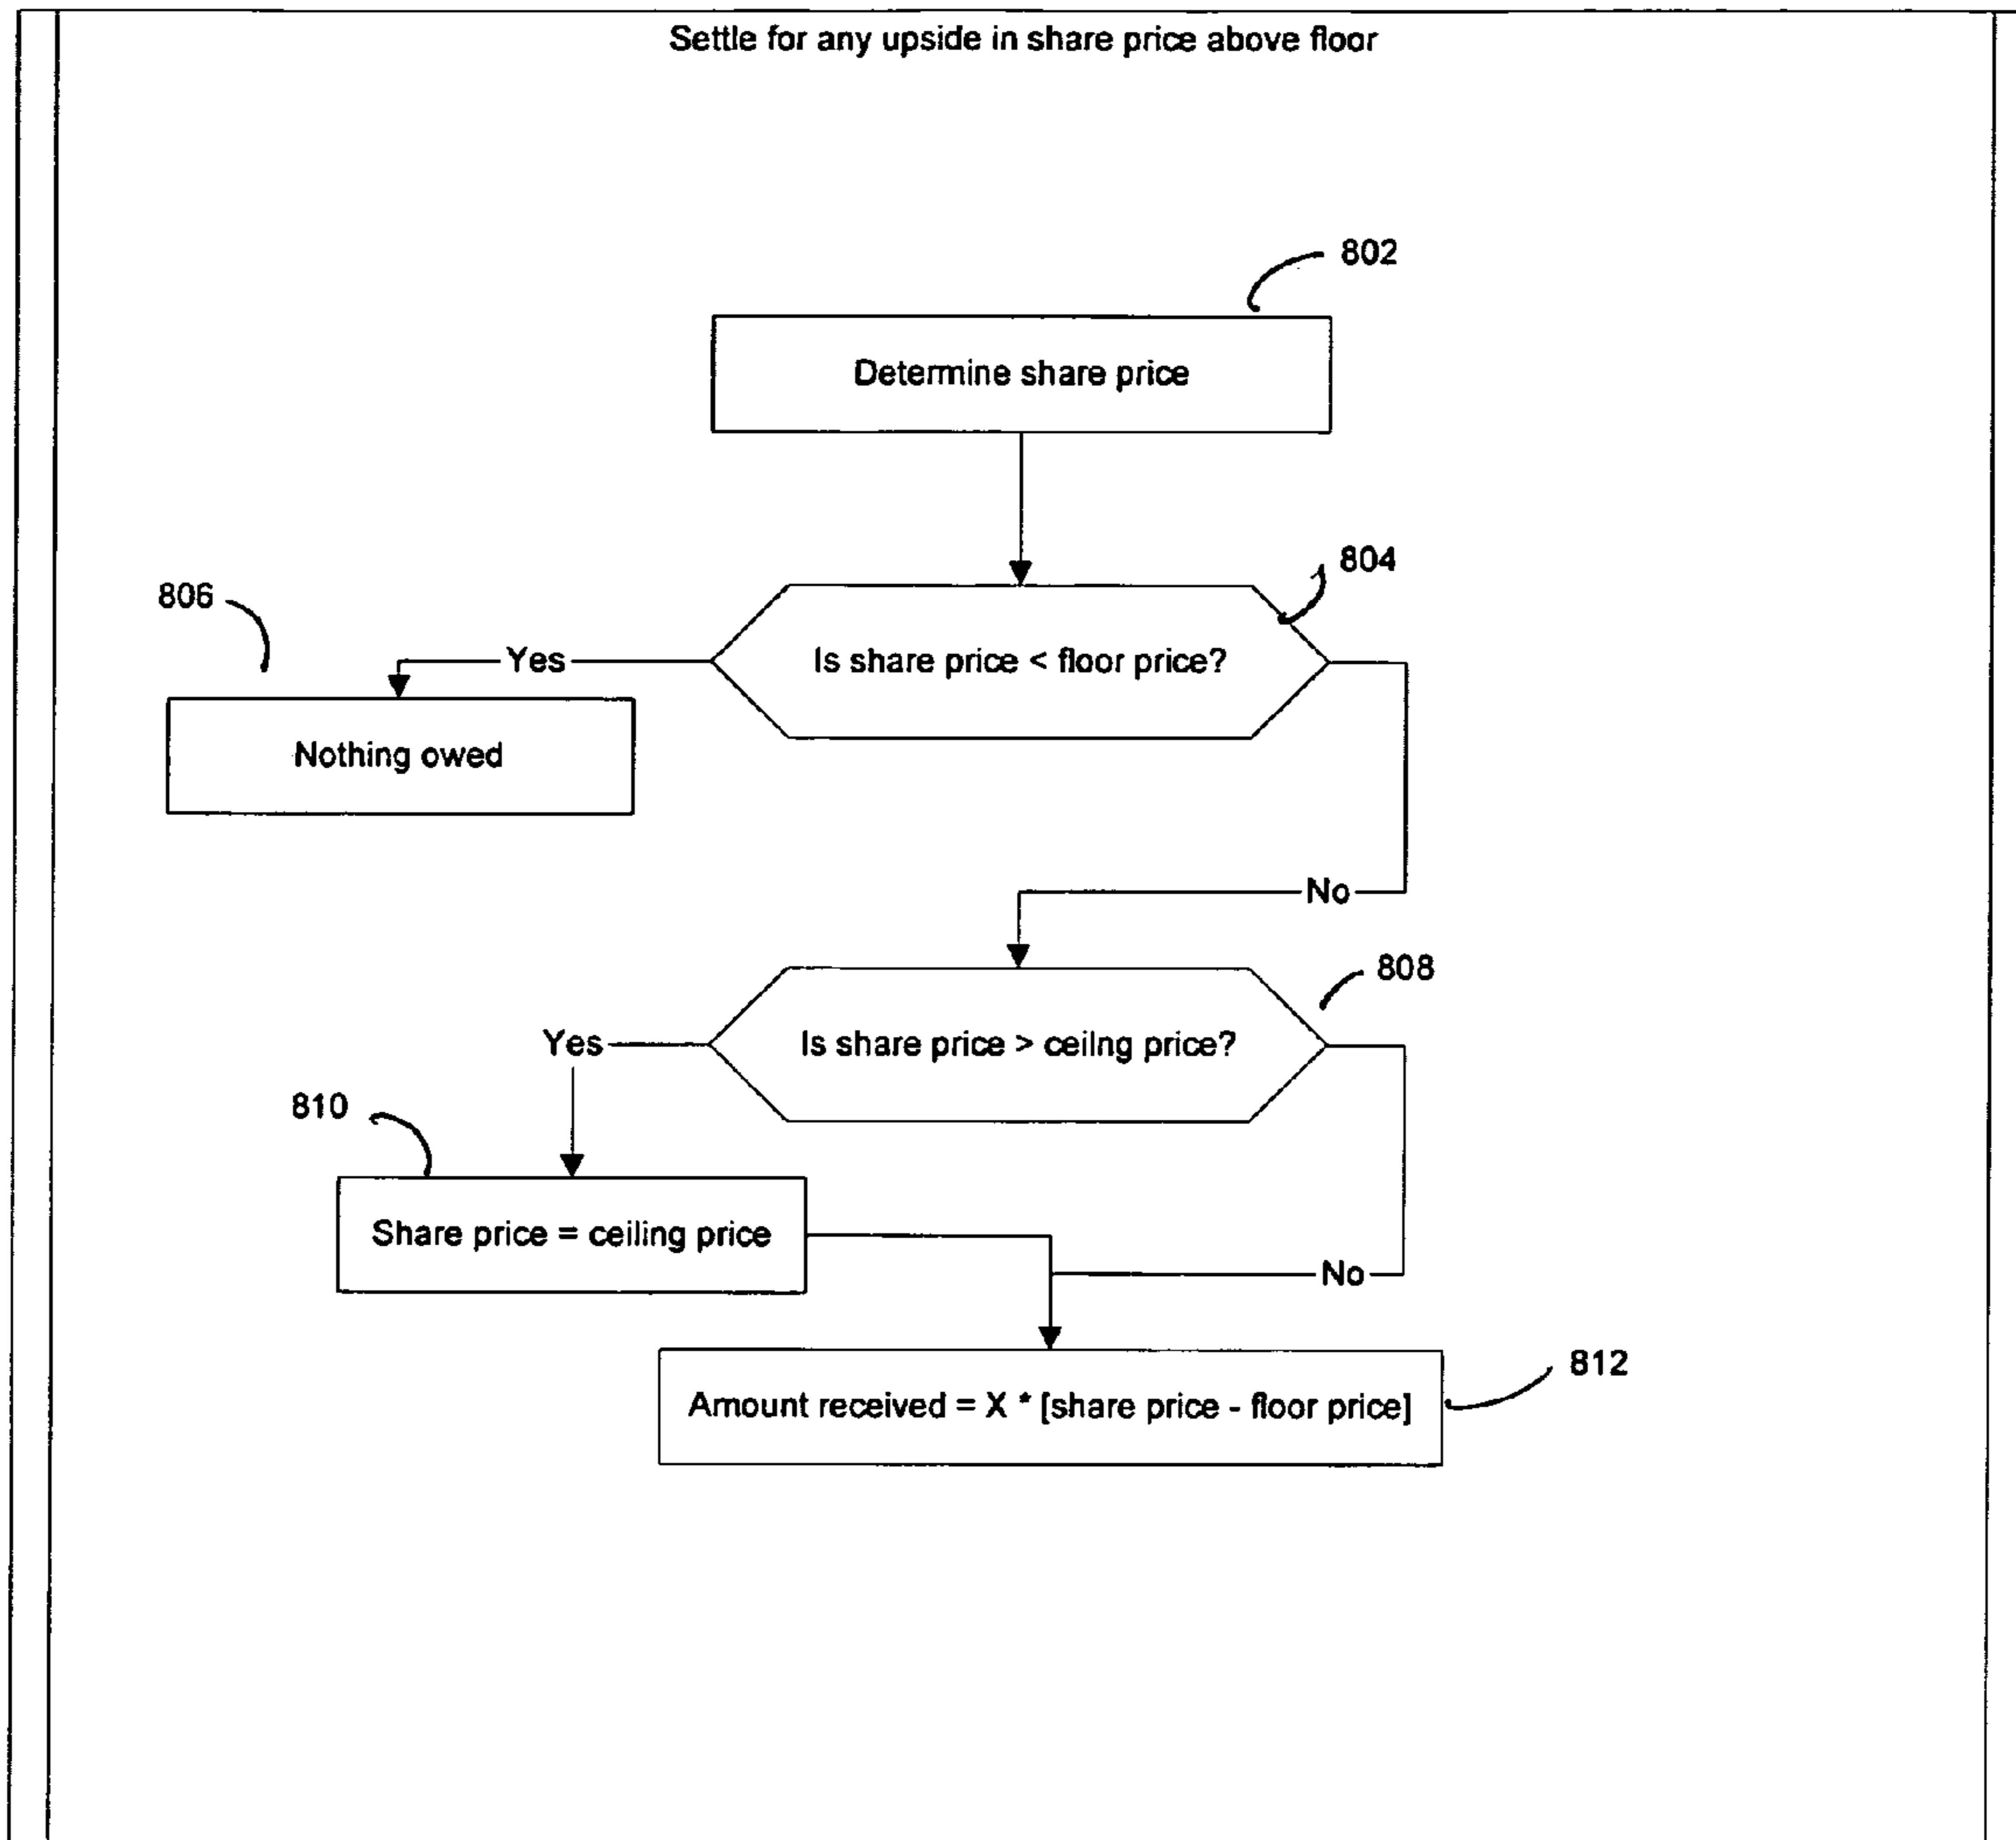 Settle for any upside in share price above floor
802
Determine share price
804
806
Yes
Is share price < floor price?
Nothing owed
No
808
Yes
Is share price > ceilng price?
810
Share price = ceiling price
No
812
Amount received = X * [share price - floor price]